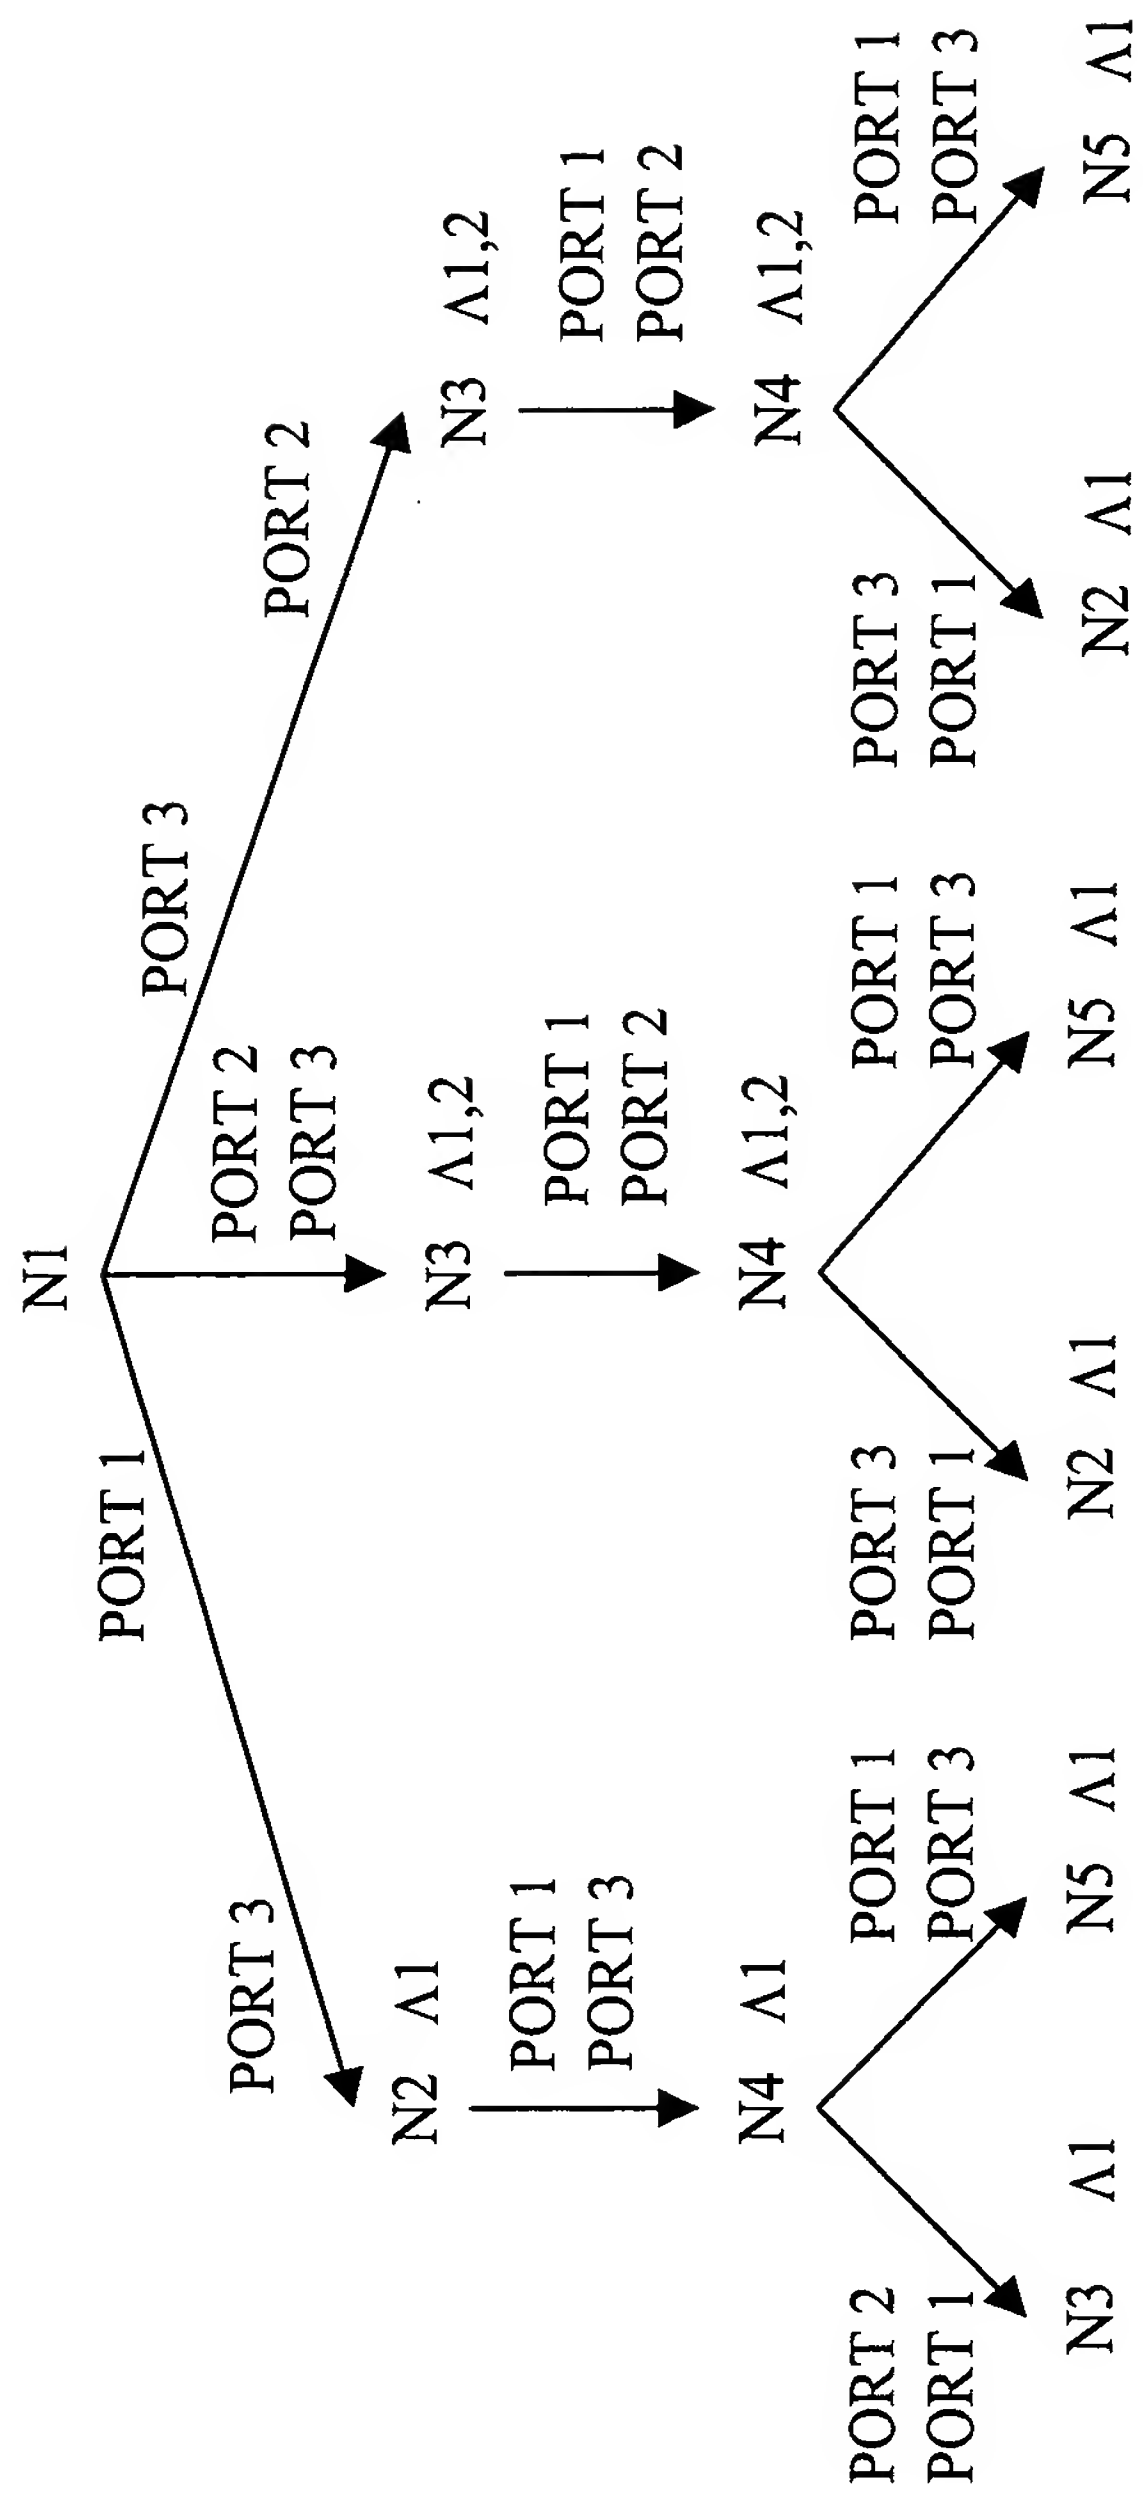 N1
PORT 1
PORT 3
PORT 3 PORT 2 PORT 2
PORT 3
N2 Λ1 N3 Λ1,2 N3 Λ1,2
PORT 1 PORT 1 PORT 1
PORT 3 PORT 2 PORT 2
N4 Λ1 N4 Λ1,2 N4 Λ1,2
PORT 2 PORT 1 PORT 3 PORT 1 PORT 3 PORT 1
PORT 1 PORT 3 PORT 1 PORT 3 PORT 1 PORT 3
N3 Λ1 N5 Λ1 N2 Λ1 N5 Λ1 N2 Λ1 N5 Λ1